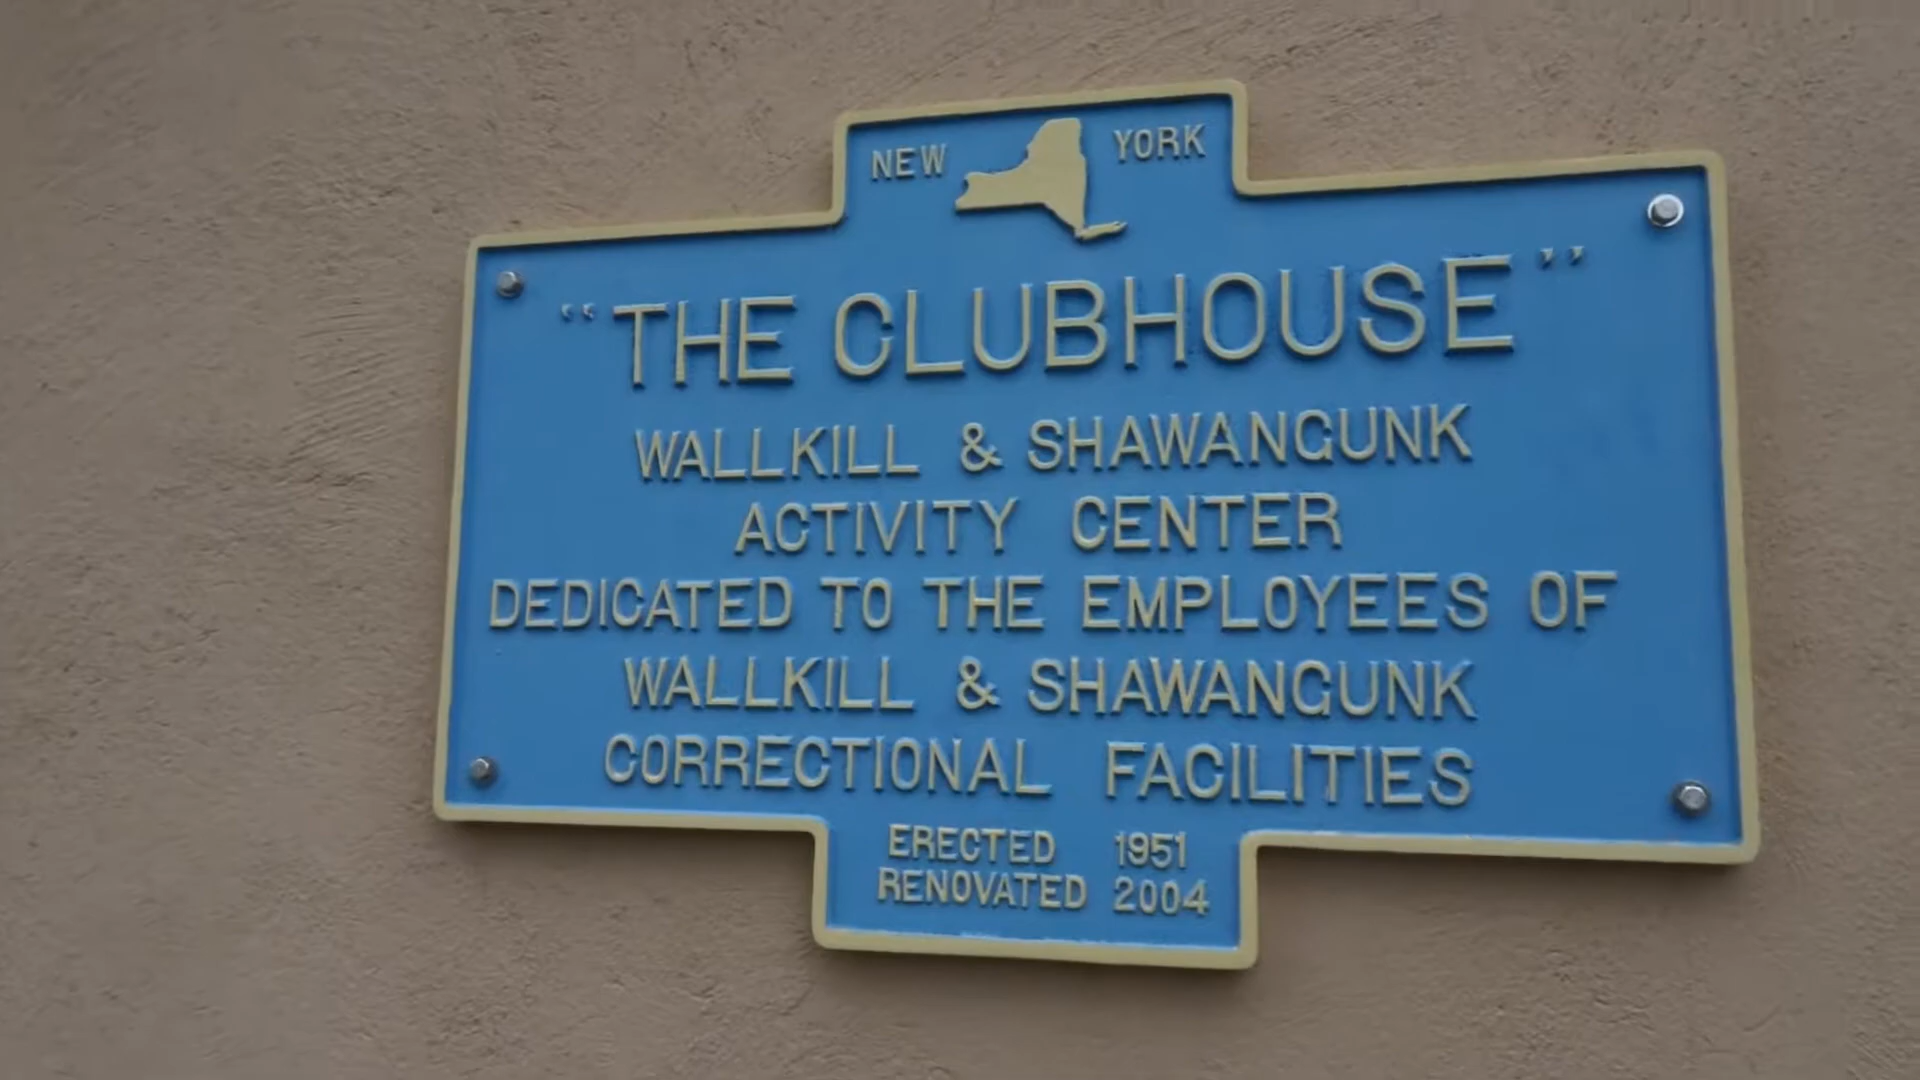 NEW YORK
“THE CLUBHOUSE”
WALLKILL & SHAWANGUNK
ACTIVITY CENTER
DEDICATED TO THE EMPLOYEES OF
WALLKILL & SHAWANGUNK
CORRECTIONAL FACILITIES
ERECTED 1951
RENOVATED 2004